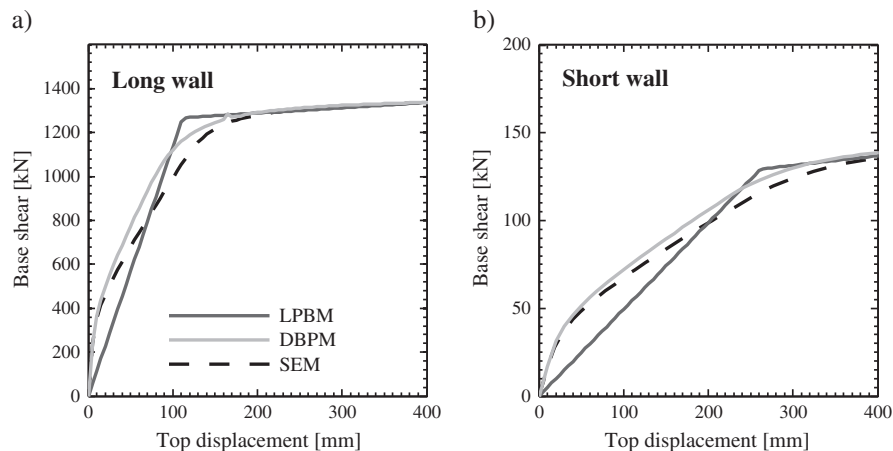 a)
Long wall
Base shear [kN]
1400
1200
1000
800
600
400
200
0
LPBM
DBPM
SEM
0 100 200 300 400
Top displacement [mm]
b)
Short wall
Base shear [kN]
200
150
100
50
0
0 100 200 300 400
Top displacement [mm]